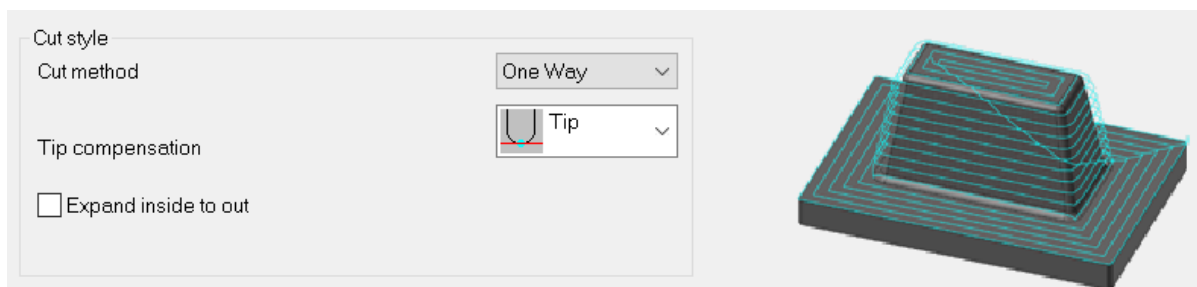 Cut style
Cut method
One Way
Tip
Tip compensation
Expand inside to out